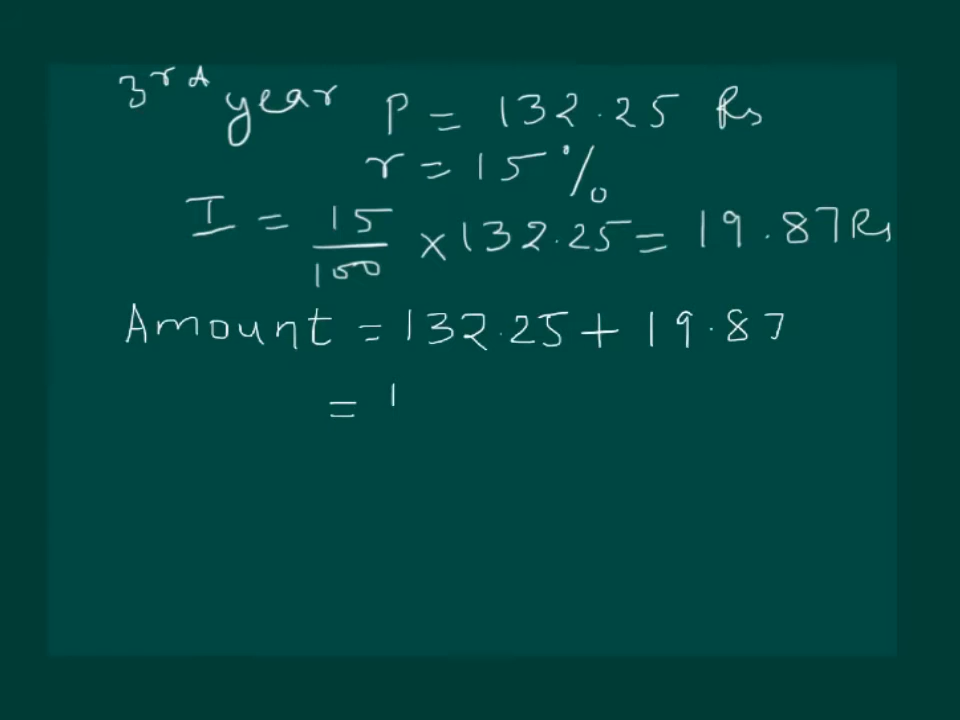 3rd year P = 132.25 Rs
r = 15%
I = 15/100 × 132.25 = 19.87 Rs
Amount = 132.25 + 19.87
= 1